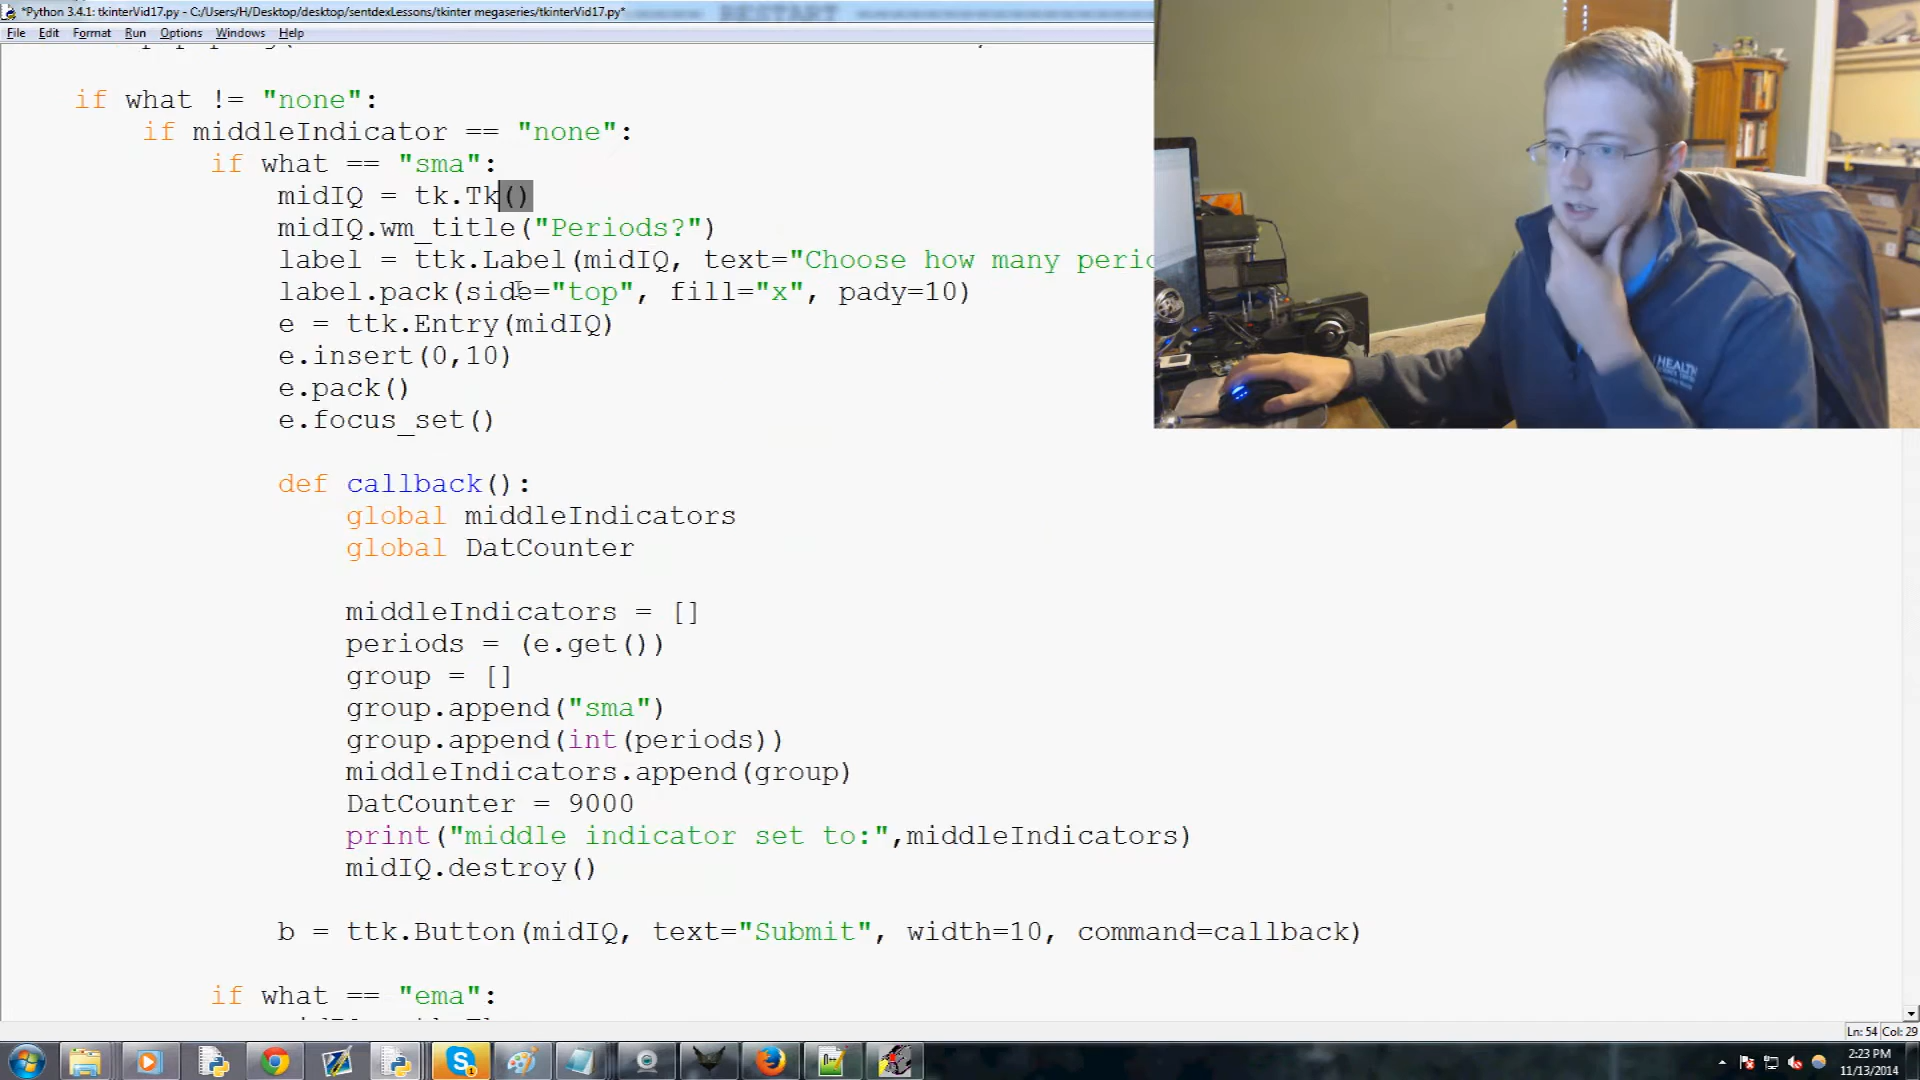 *Python 3.4.1: tkinterVid17.py - C:/Users/H/Desktop/desktop/sentdexLessons/tkinter megaseries/tkinterVid17.py*
RESTART
File Edit Format Run Options Windows Help
if what != "none":
if middleIndicator == "none":
if what == "sma":
midIQ = tk.Tk()
midIQ.wm_title("Periods?")
label = ttk.Label(midIQ, text="Choose how many perio
label.pack(side="top", fill="x", pady=10)
e = ttk.Entry(midIQ)
e.insert(0,10)
e.pack()
e.focus_set()
def callback():
global middleIndicators
global DatCounter
middleIndicators = []
periods = (e.get())
group = []
group.append("sma")
group.append(int(periods))
middleIndicators.append(group)
DatCounter = 9000
print("middle indicator set to:",middleIndicators)
midIQ.destroy()
b = ttk.Button(midIQ, text="Submit", width=10, command=callback)
if what == "ema":
HEALTH
Ln: 54 Col: 29
2:23 PM
11/13/2014